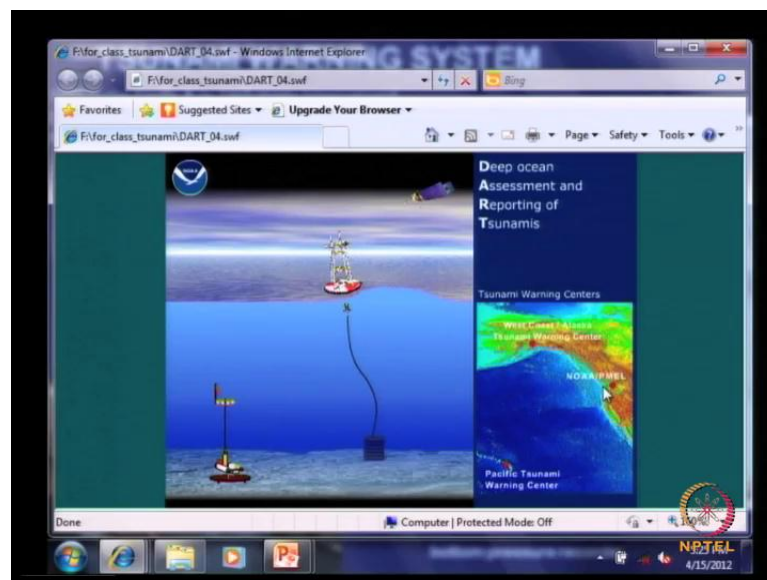 G SYSTEM
F:\for_class_tsunami\DART_04.swf - Windows Internet Explorer
F:\for_class_tsunami\DART_04.swf
Bing
Favorites Suggested Sites Upgrade Your Browser
F:\for_class_tsunami\DART_04.swf
Page Safety Tools
NOAA
Deep ocean
Assessment and
Reporting of
Tsunamis
Tsunami Warning Centers
West Coast / Alaska
Tsunami Warning Center
NOAA/PMEL
Pacific Tsunami
Warning Center
Done
Computer | Protected Mode: Off
NPTEL
4/15/2012